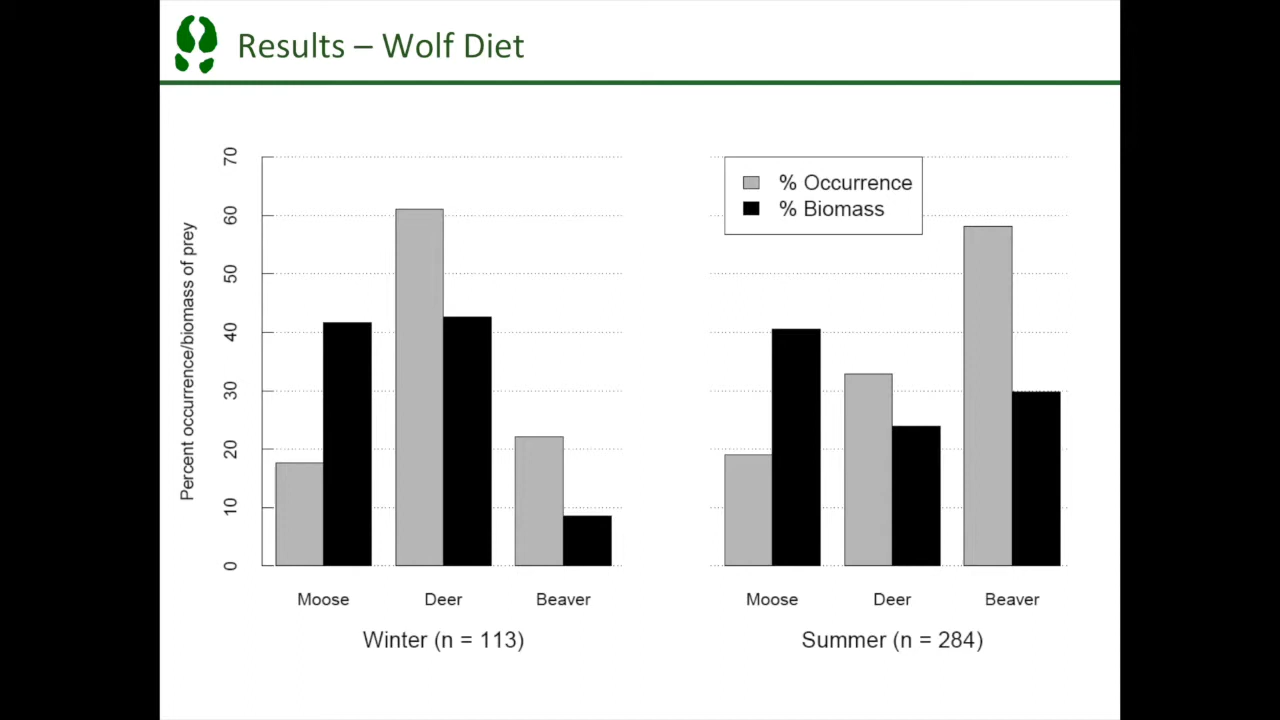 Results – Wolf Diet
Percent occurrence/biomass of prey
70
60
50
40
30
20
10
0
% Occurrence
% Biomass
Moose Deer Beaver
Winter (n = 113)
Moose Deer Beaver
Summer (n = 284)